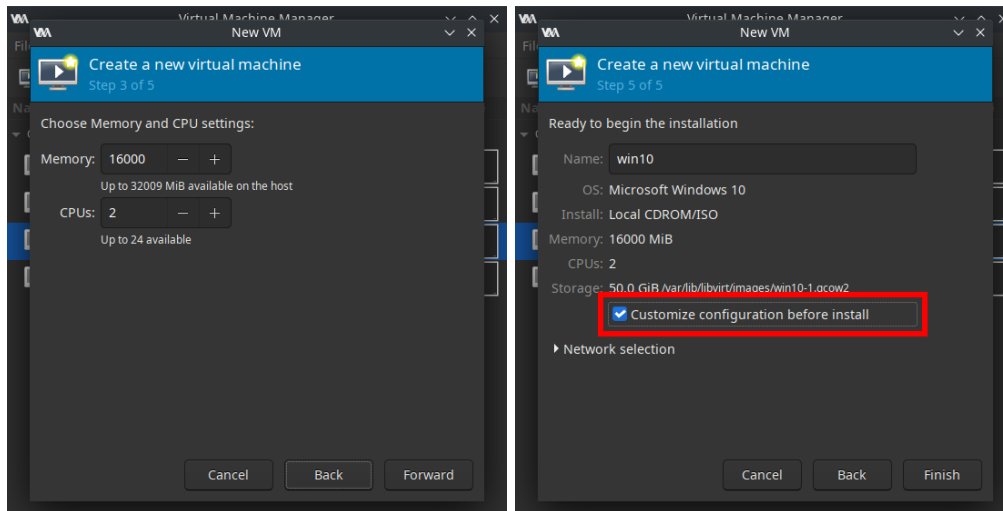 Virtual Machine Manager
New VM
File
Create a new virtual machine
Step 3 of 5
Na
Choose Memory and CPU settings:
Memory: 16000 − +
Up to 32009 MiB available on the host
CPUs: 2 − +
Up to 24 available
Cancel Back Forward
Virtual Machine Manager
New VM
Create a new virtual machine
Step 5 of 5
Na
Ready to begin the installation
Name: win10
OS: Microsoft Windows 10
Install: Local CDROM/ISO
Memory: 16000 MiB
CPUs: 2
Storage: 50.0 GiB /var/lib/libvirt/images/win10-1.qcow2
Customize configuration before install
Network selection
Cancel Back Finish